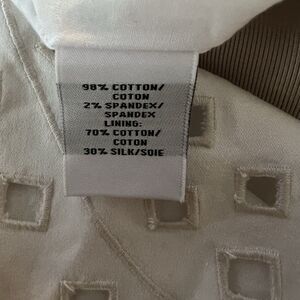 98% COTTON/
COTON
2% SPANDEX/
SPANDEX
LINING:
70% COTTON/
COTON
30% SILK/SOIE